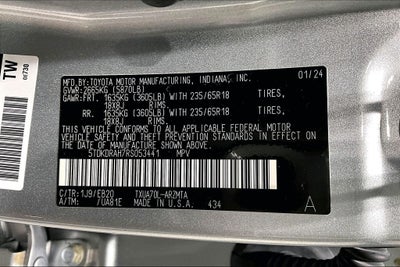 TW
MFD. BY: TOYOTA MOTOR MANUFACTURING, INDIANA, INC. 01/24
GVWR: 2665KG (5870LB)
GAWR:FRT. 1635KG (3605LB) WITH 235/65R18 TIRES,
18X8J RIMS,
RR. 1635KG (3605LB) WITH 235/65R18 TIRES,
18X8J RIMS,
THIS VEHICLE CONFORMS TO ALL APPLICABLE FEDERAL MOTOR
VEHICLE SAFETY AND THEFT PREVENTION STANDARDS IN EFFECT
ON THE DATE OF MANUFACTURE SHOWN ABOVE.
5TDKDRAH7RS053441 MPV
C/TR: 1J9/EB20 TXUA70L-ARZMTA
A/TM: /UA81E MADE IN U.S.A. 434 A